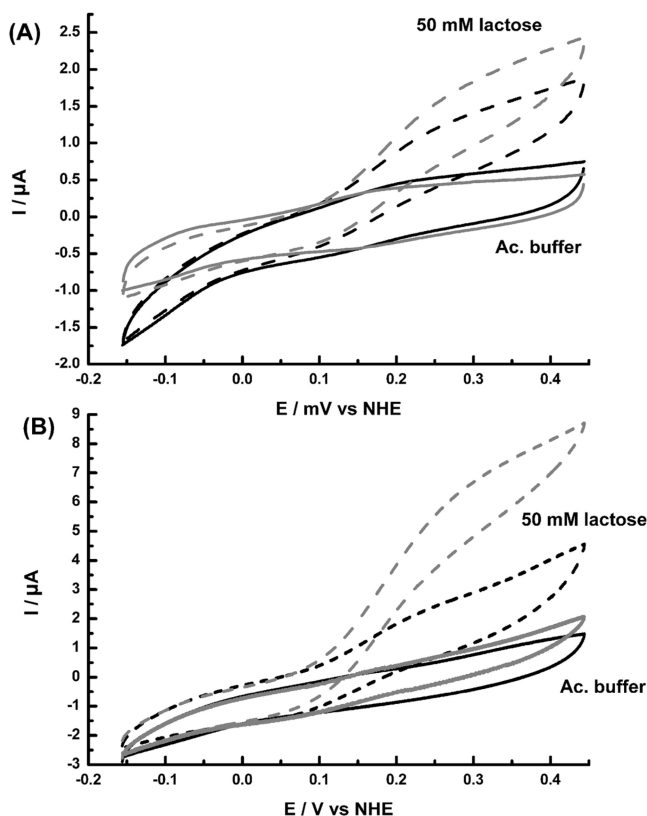 (A)
50 mM lactose
2.5
2.0
1.5
1.0
0.5
0.0
-0.5
-1.0
-1.5
-2.0
I / µA
Ac. buffer
-0.2 -0.1 0.0 0.1 0.2 0.3 0.4
E / mV vs NHE
(B)
9
8
7
6
5
4
3
2
1
0
-1
-2
-3
I / µA
50 mM lactose
Ac. buffer
-0.2 -0.1 0.0 0.1 0.2 0.3 0.4
E / V vs NHE